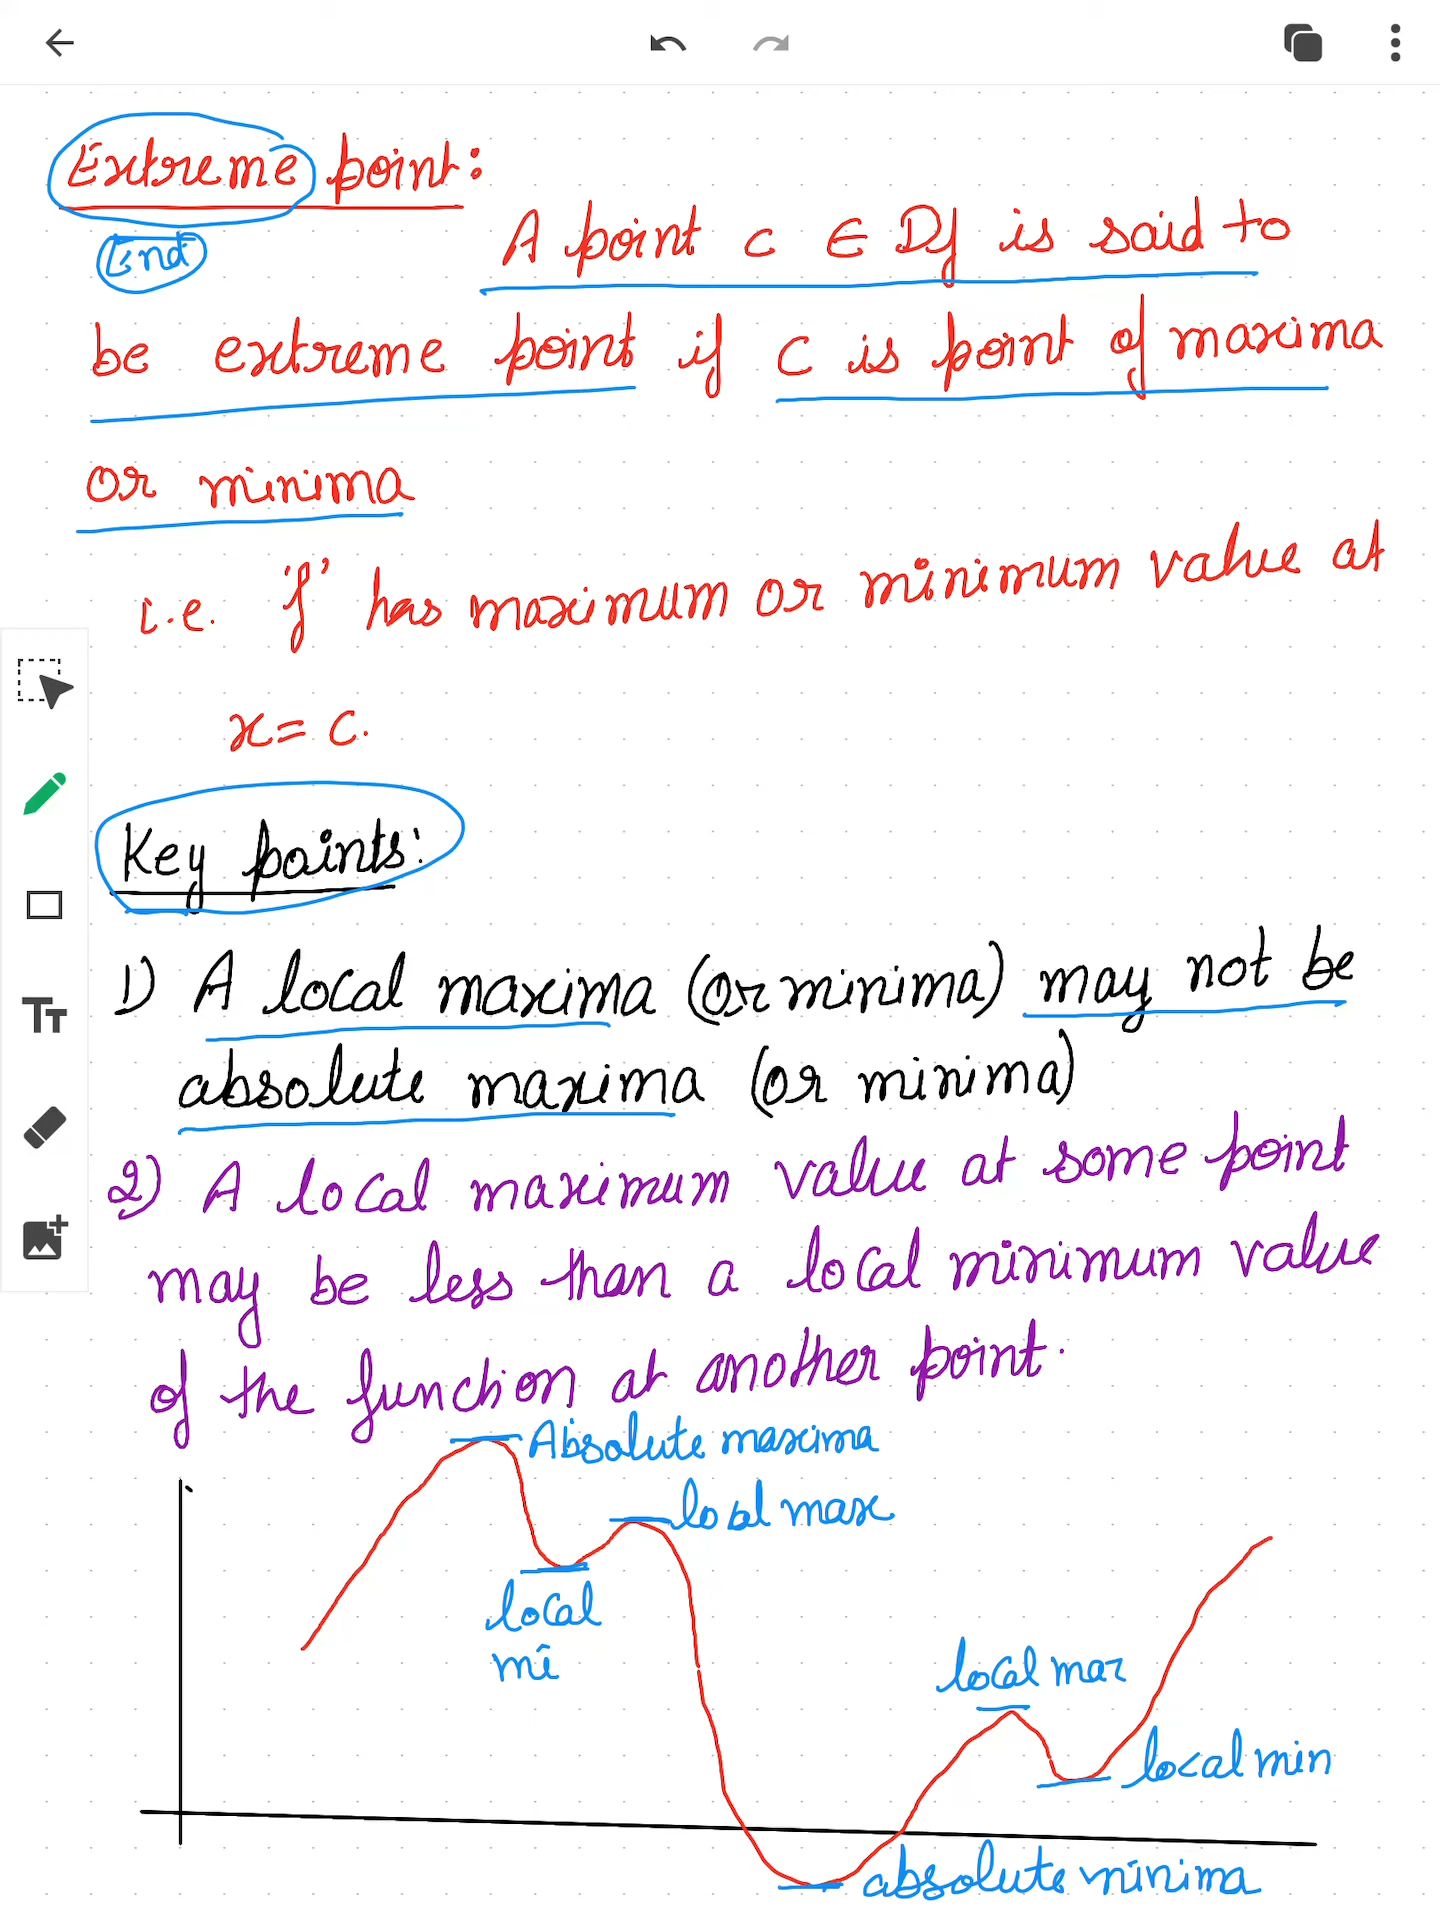 Extreme point:
End
A point c ∈ Df is said to
be extreme point if c is point of maxima
or minima
i.e. 'f' has maximum or minimum value at
x = c.
Key points:
1) A local maxima (or minima) may not be
absolute maxima (or minima)
2) A local maximum value at some point
may be less than a local minimum value
of the function at another point.
Absolute maxima
local max
local
mi
local max
local min
absolute minima
Tт